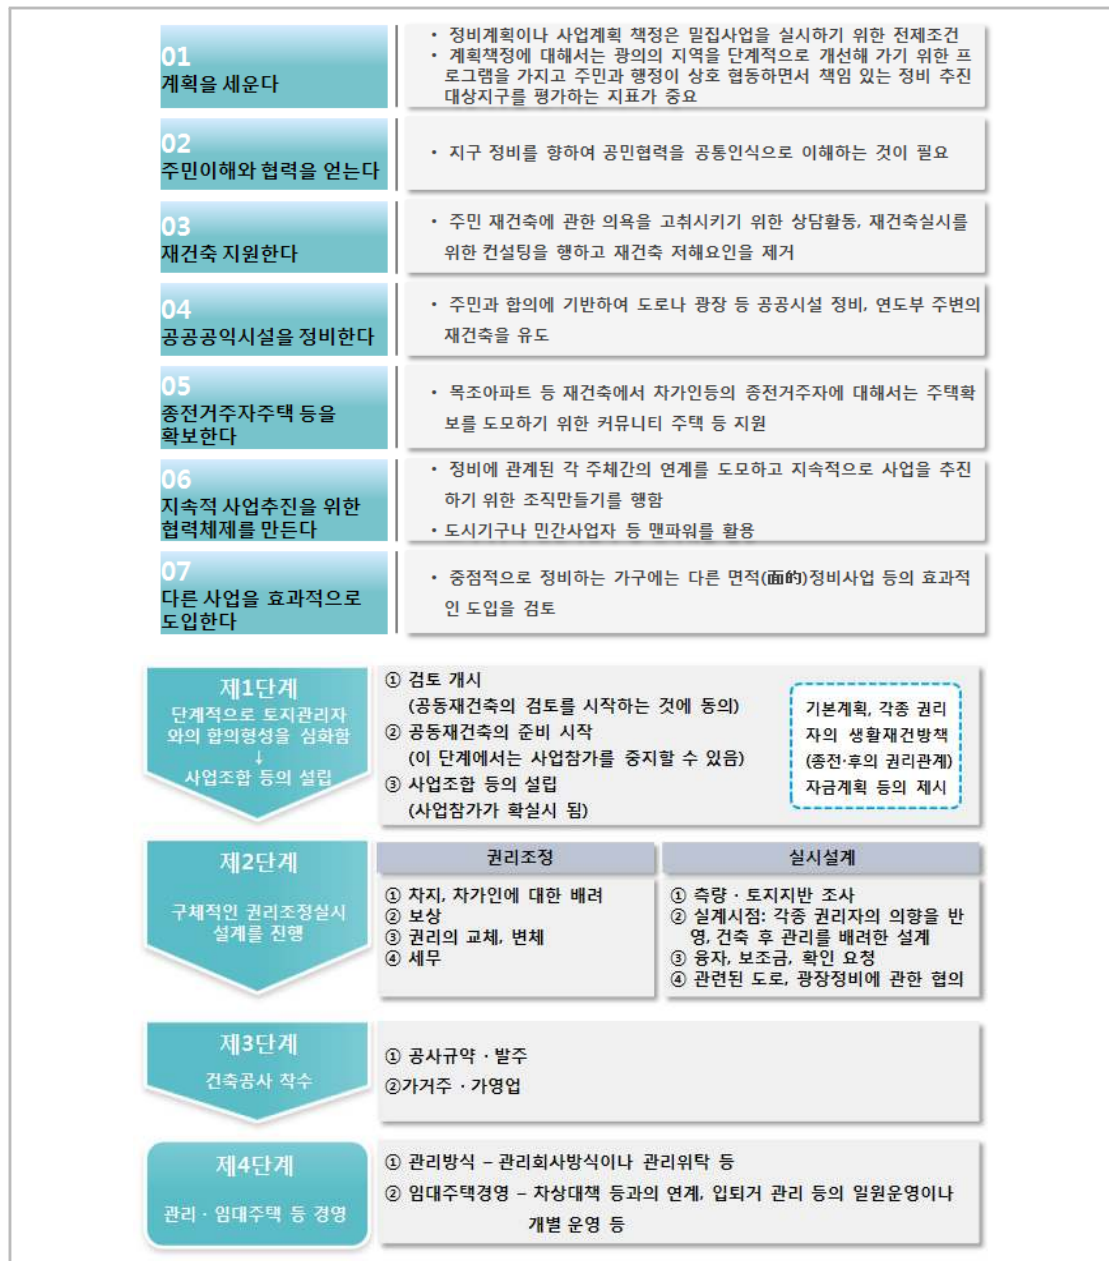 01
계획을 세운다
• 정비계획이나 사업계획 책정은 밀집사업을 실시하기 위한 전제조건
• 계획책정에 대해서는 광의의 지역을 단계적으로 개선해 가기 위한 프
로그램을 가지고 주민과 행정이 상호 협동하면서 책임 있는 정비 추진
대상지구를 평가하는 지표가 중요
02
주민이해와 협력을 얻는다
• 지구 정비를 향하여 공민협력을 공통인식으로 이해하는 것이 필요
03
재건축 지원한다
• 주민 재건축에 관한 의욕을 고취시키기 위한 상담활동, 재건축실시를
위한 컨설팅을 행하고 재건축 저해요인을 제거
04
공공공익시설을 정비한다
• 주민과 합의에 기반하여 도로나 광장 등 공공시설 정비, 연도부 주변의
재건축을 유도
05
종전거주자주택 등을
확보한다
• 목조아파트 등 재건축에서 차가인등의 종전거주자에 대해서는 주택확
보를 도모하기 위한 커뮤니티 주택 등 지원
06
지속적 사업추진을 위한
협력체제를 만든다
• 정비에 관계된 각 주체간의 연계를 도모하고 지속적으로 사업을 추진
하기 위한 조직만들기를 행함
• 도시기구나 민간사업자 등 맨파워를 활용
07
다른 사업을 효과적으로
도입한다
• 중점적으로 정비하는 가구에는 다른 면적(面的)정비사업 등의 효과적
인 도입을 검토
제1단계
단계적으로 토지관리자
와의 합의형성을 심화함
↓
사업조합 등의 설립
① 검토 개시
(공동재건축의 검토를 시작하는 것에 동의)
② 공동재건축의 준비 시작
(이 단계에서는 사업참가를 중지할 수 있음)
③ 사업조합 등의 설립
(사업참가가 확실시 됨)
기본계획, 각종 권리
자의 생활재건방책
(종전·후의 권리관계)
자금계획 등의 제시
제2단계
구체적인 권리조정실시
설계를 진행
권리조정
① 차지, 차가인에 대한 배려
② 보상
③ 권리의 교체, 변체
④ 세무
실시설계
① 측량 · 토지지반 조사
② 실계시점: 각종 권리자의 의향을 반
영, 건축 후 관리를 배려한 설계
③ 융자, 보조금, 확인 요청
④ 관련된 도로, 광장정비에 관한 협의
제3단계
건축공사 착수
① 공사규약 · 발주
②가거주 · 가영업
제4단계
관리 · 임대주택 등 경영
① 관리방식 – 관리회사방식이나 관리위탁 등
② 임대주택경영 – 차상대책 등과의 연계, 입퇴거 관리 등의 일원운영이나
개별 운영 등